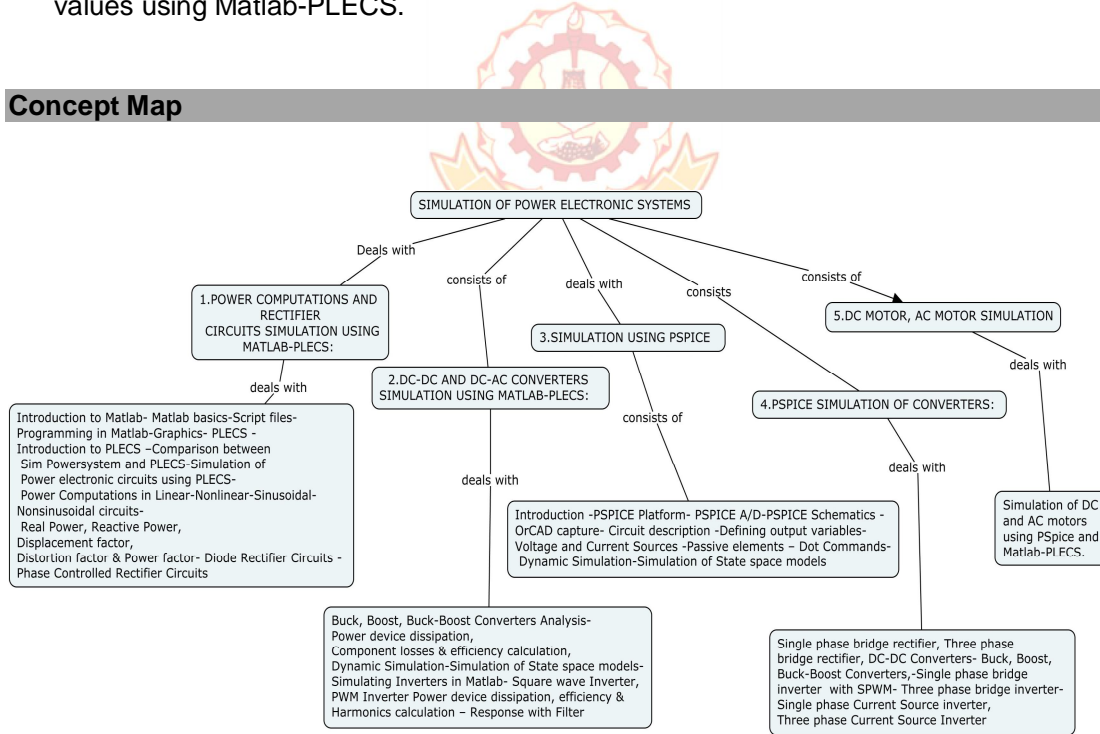 values using Matlab-PLECS.
Concept Map
SIMULATION OF POWER ELECTRONIC SYSTEMS
Deals with
consists of
deals with
consists
consists of
1.POWER COMPUTATIONS AND
RECTIFIER
CIRCUITS SIMULATION USING
MATLAB-PLECS:
deals with
Introduction to Matlab- Matlab basics-Script files-
Programming in Matlab-Graphics- PLECS -
Introduction to PLECS –Comparison between
Sim Powersystem and PLECS-Simulation of
Power electronic circuits using PLECS-
Power Computations in Linear-Nonlinear-Sinusoidal-
Nonsinusoidal circuits-
Real Power, Reactive Power,
Displacement factor,
Distortion factor & Power factor- Diode Rectifier Circuits -
Phase Controlled Rectifier Circuits
2.DC-DC AND DC-AC CONVERTERS
SIMULATION USING MATLAB-PLECS:
deals with
Buck, Boost, Buck-Boost Converters Analysis-
Power device dissipation,
Component losses & efficiency calculation,
Dynamic Simulation-Simulation of State space models-
Simulating Inverters in Matlab- Square wave Inverter,
PWM Inverter Power device dissipation, efficiency &
Harmonics calculation – Response with Filter
3.SIMULATION USING PSPICE
consists of
Introduction -PSPICE Platform- PSPICE A/D-PSPICE Schematics -
OrCAD capture- Circuit description -Defining output variables-
Voltage and Current Sources -Passive elements – Dot Commands-
Dynamic Simulation-Simulation of State space models
4.PSPICE SIMULATION OF CONVERTERS:
deals with
Single phase bridge rectifier, Three phase
bridge rectifier, DC-DC Converters- Buck, Boost,
Buck-Boost Converters,-Single phase bridge
inverter with SPWM- Three phase bridge inverter-
Single phase Current Source inverter,
Three phase Current Source Inverter
5.DC MOTOR, AC MOTOR SIMULATION
deals with
Simulation of DC
and AC motors
using PSpice and
Matlab-PLECS.